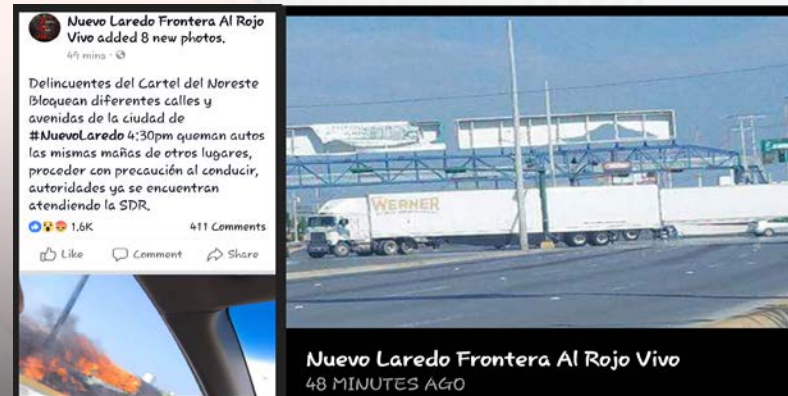 Nuevo Laredo Frontera Al Rojo
Vivo added 8 new photos.
49 mins ·
Delincuentes del Cartel del Noreste
Bloquean diferentes calles y
avenidas de la ciudad de
#NuevoLaredo 4:30pm queman autos
las mismas mañas de otros lugares,
proceder con precaución al conducir,
autoridades ya se encuentran
atendiendo la SDR.
1.6K 411 Comments
Like Comment Share
WERNER
Nuevo Laredo Frontera Al Rojo Vivo
48 MINUTES AGO